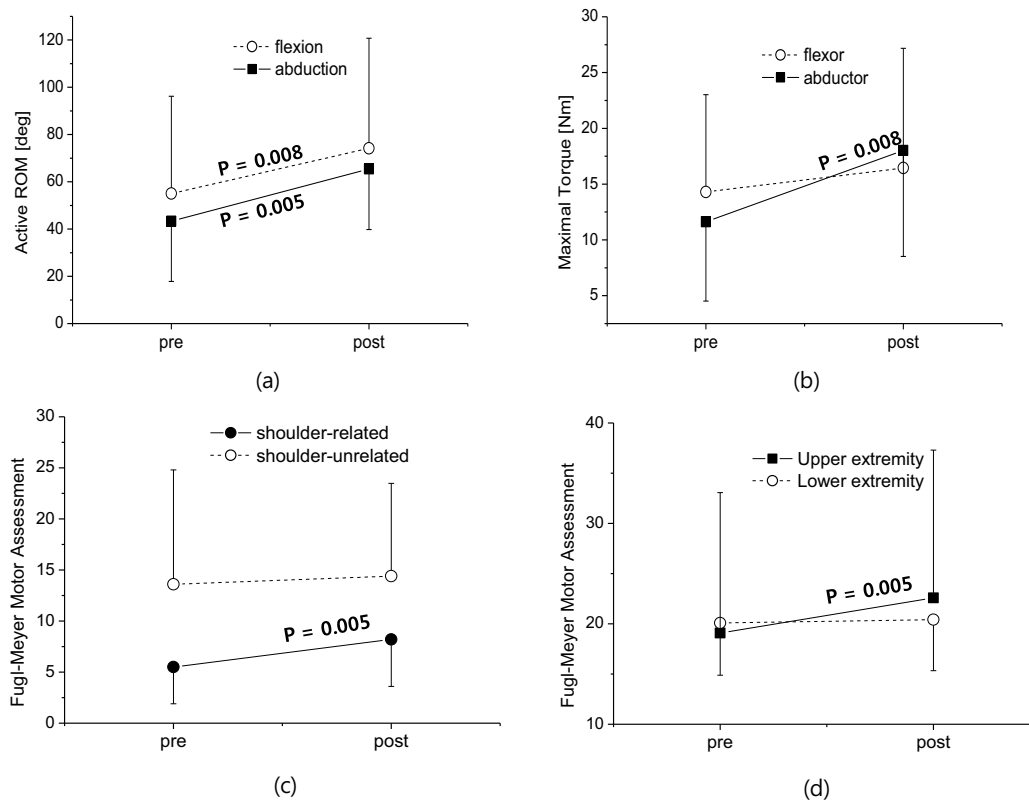 120
100
80
60
40
20
0
Active ROM [deg]
flexion
abduction
P = 0.008
P = 0.005
pre
post
(a)
30
25
20
15
10
5
Maximal Torque [Nm]
flexor
abductor
P = 0.008
pre
post
(b)
30
25
20
15
10
5
0
Fugl-Meyer Motor Assessment
shoulder-related
shoulder-unrelated
P = 0.005
pre
post
(c)
40
30
20
10
Fugl-Meyer Motor Assessment
Upper extremity
Lower extremity
P = 0.005
pre
post
(d)